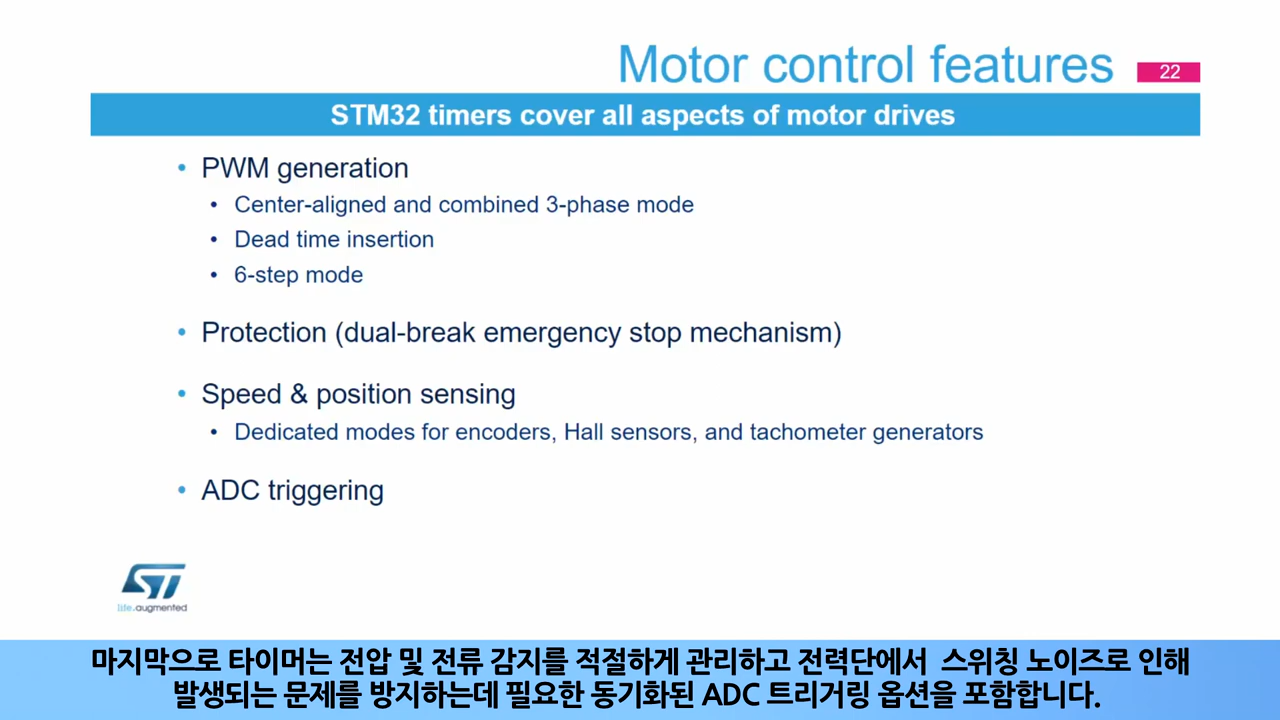 Motor control features
22
STM32 timers cover all aspects of motor drives
• PWM generation
• Center-aligned and combined 3-phase mode
• Dead time insertion
• 6-step mode
• Protection (dual-break emergency stop mechanism)
• Speed & position sensing
• Dedicated modes for encoders, Hall sensors, and tachometer generators
• ADC triggering
ST
life.augmented
마지막으로 타이머는 전압 및 전류 감지를 적절하게 관리하고 전력단에서 스위칭 노이즈로 인해
발생되는 문제를 방지하는데 필요한 동기화된 ADC 트리거링 옵션을 포함합니다.